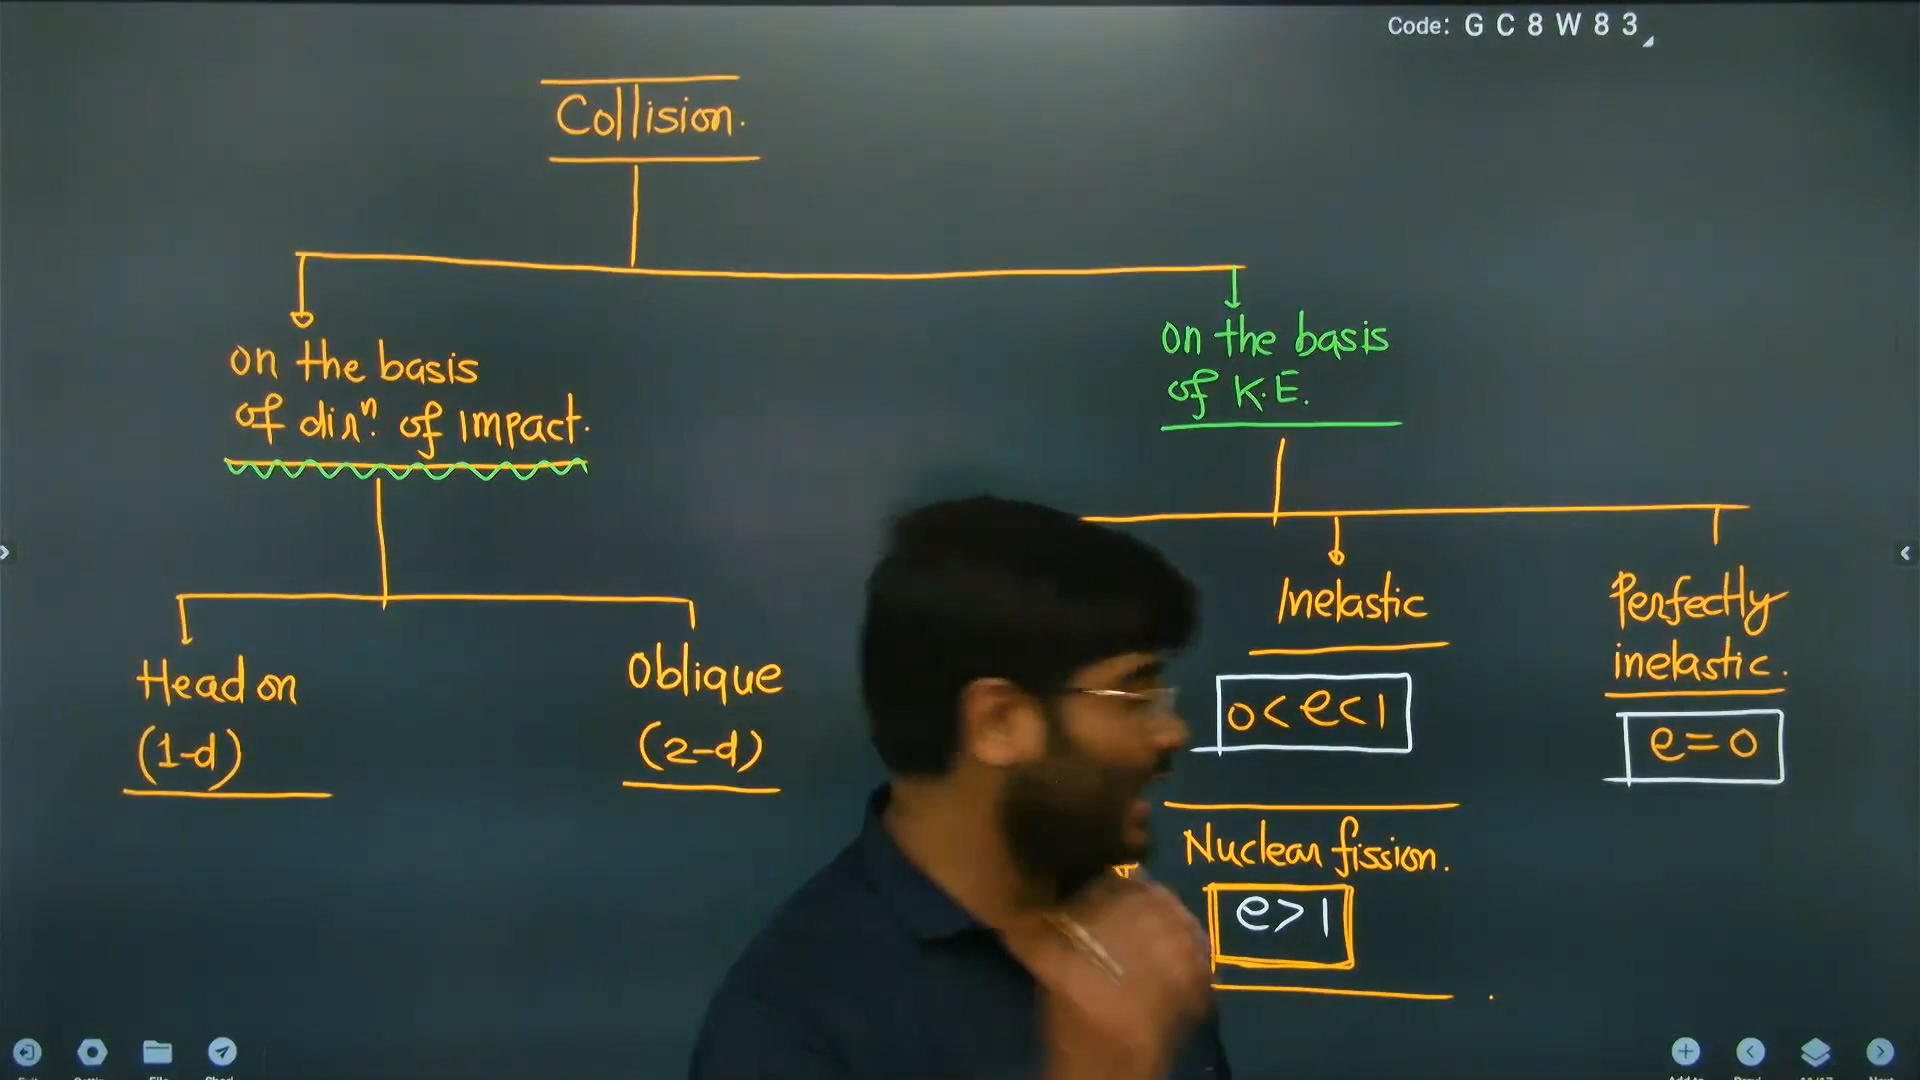 Code: G C 8 W 8 3
Collision.
on the basis
of dirⁿ. of impact.
on the basis
of K.E.
Head on
(1-d)
Oblique
(2-d)
Inelastic
0<e<1
Perfectly
inelastic.
e=0
Nuclear fission.
e>1